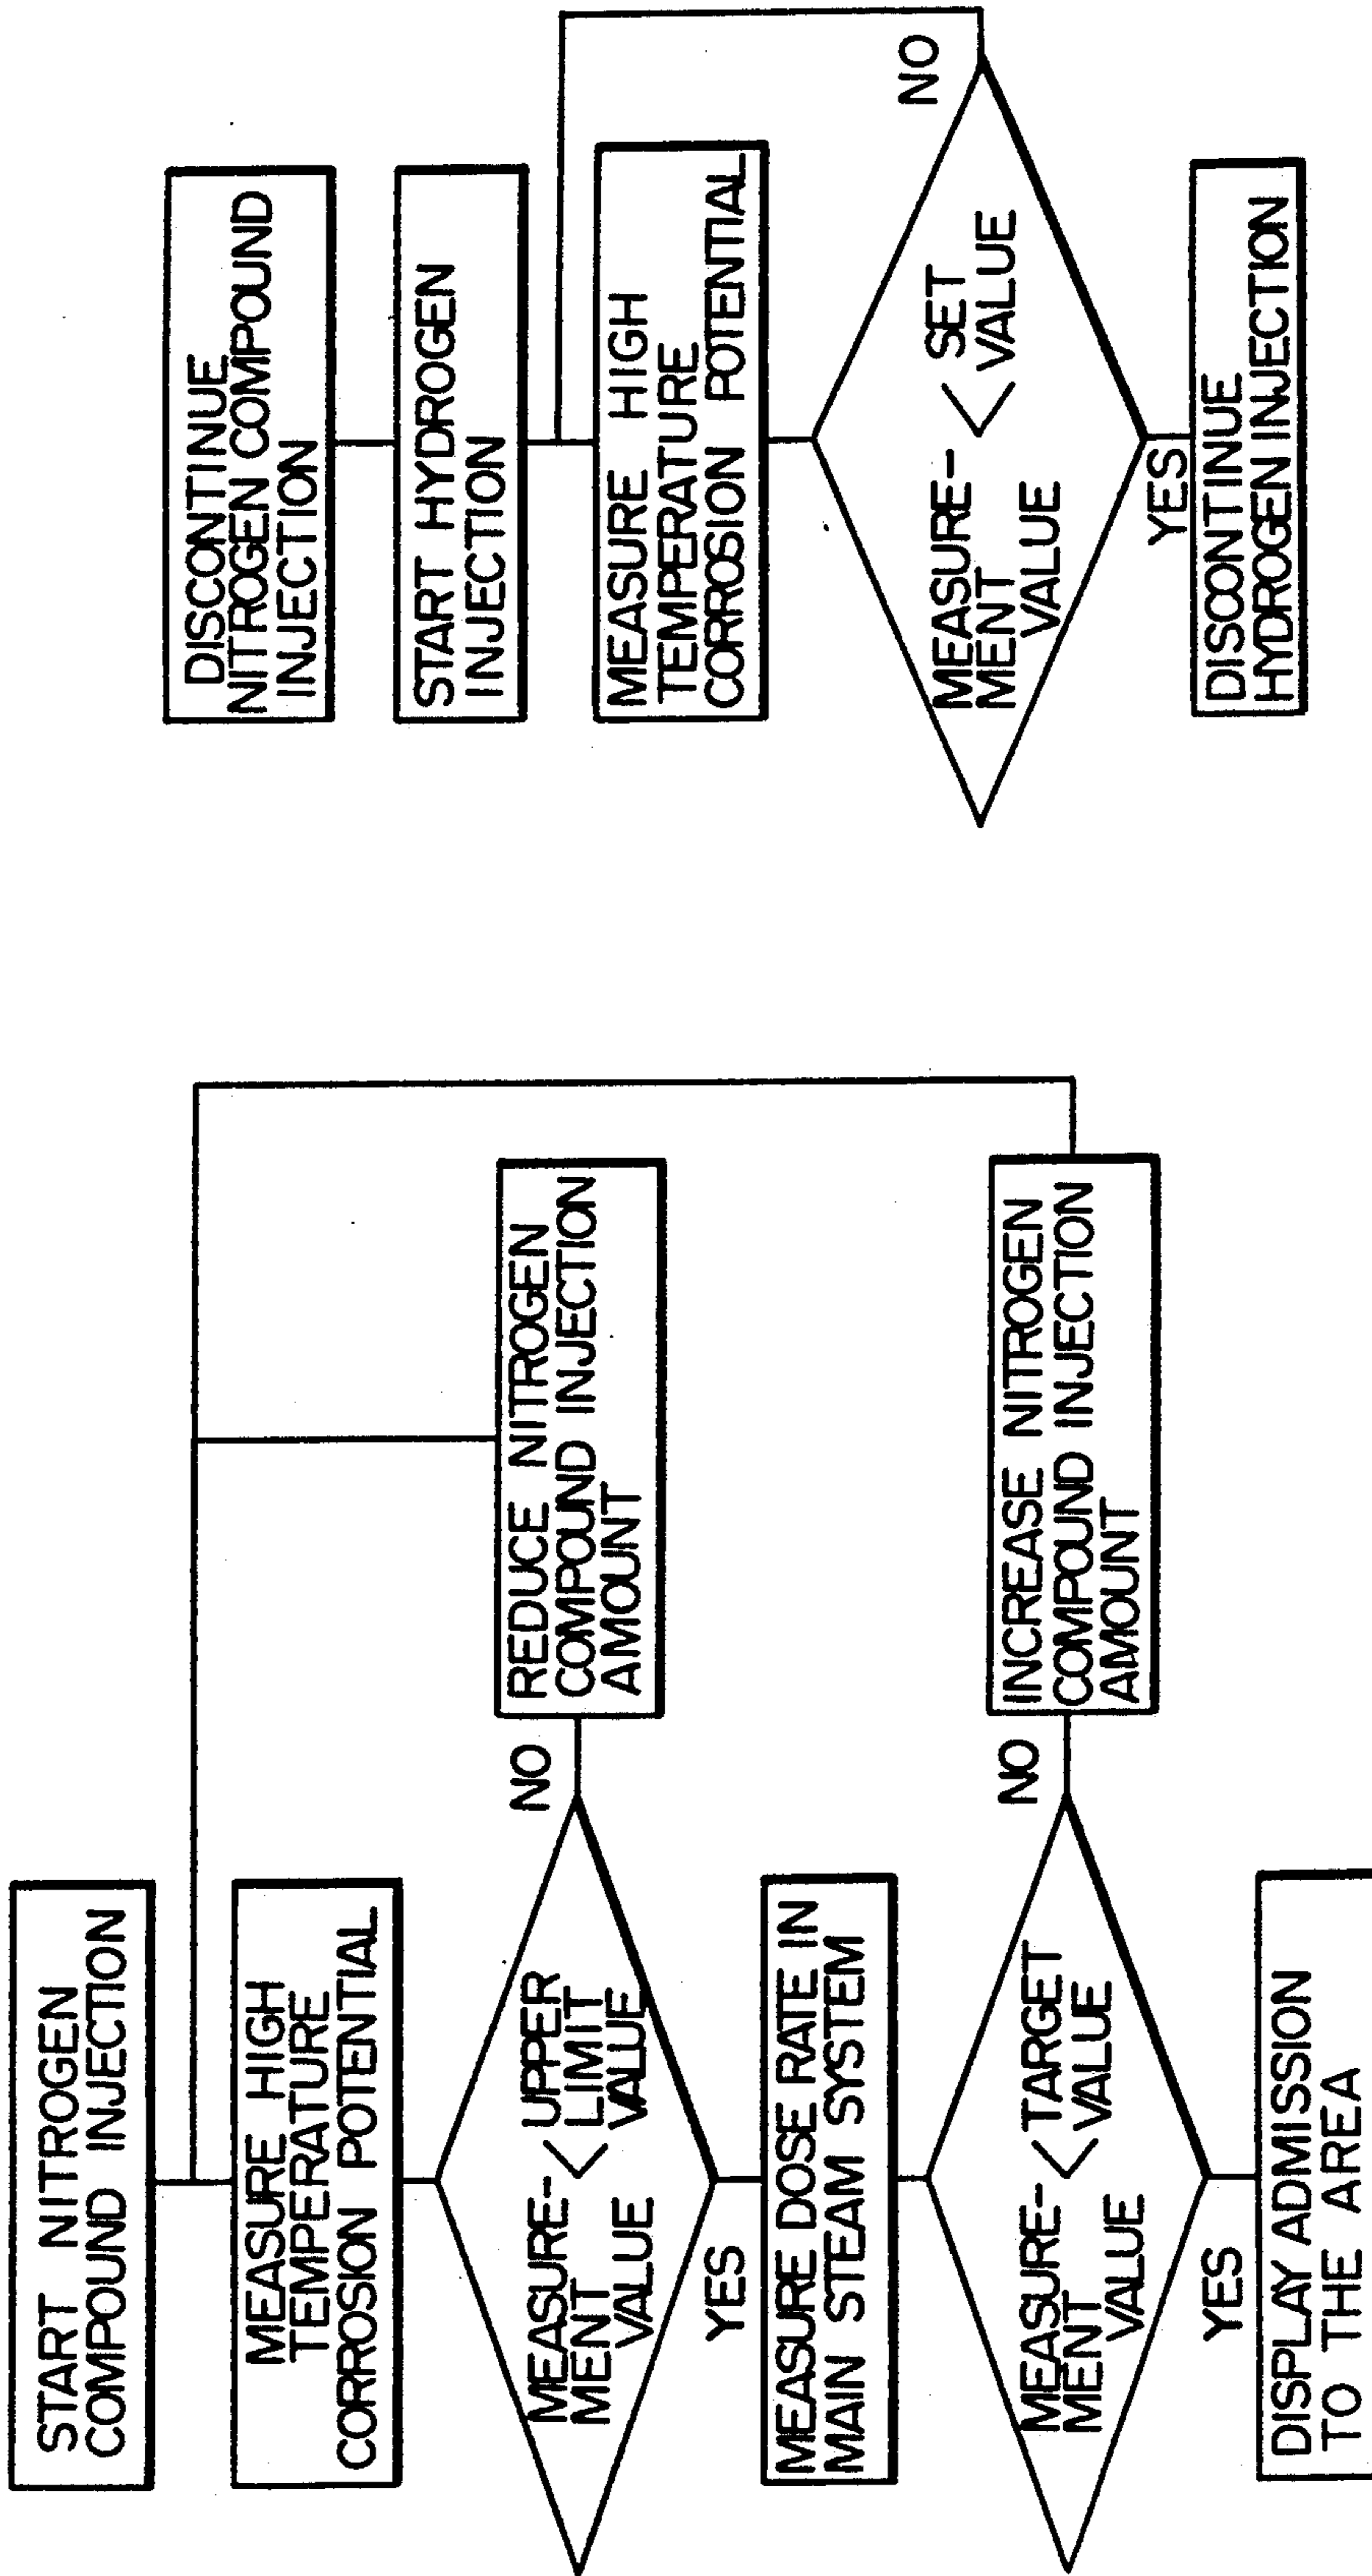 START NITROGEN
COMPOUND INJECTION
MEASURE HIGH
TEMPERATURE
CORROSION POTENTIAL
MEASURE-
MENT
VALUE
<
UPPER
LIMIT
VALUE
NO
REDUCE NITROGEN
COMPOUND INJECTION
AMOUNT
YES
MEASURE DOSE RATE IN
MAIN STEAM SYSTEM
MEASURE-
MENT
VALUE
<
TARGET
VALUE
NO
INCREASE NITROGEN
COMPOUND INJECTION
AMOUNT
YES
DISPLAY ADMISSION
TO THE AREA
DISCONTINUE
NITROGEN COMPOUND
INJECTION
START HYDROGEN
INJECTION
MEASURE HIGH
TEMPERATURE
CORROSION POTENTIAL
MEASURE-
MENT
VALUE
<
SET
VALUE
NO
YES
DISCONTINUE
HYDROGEN INJECTION